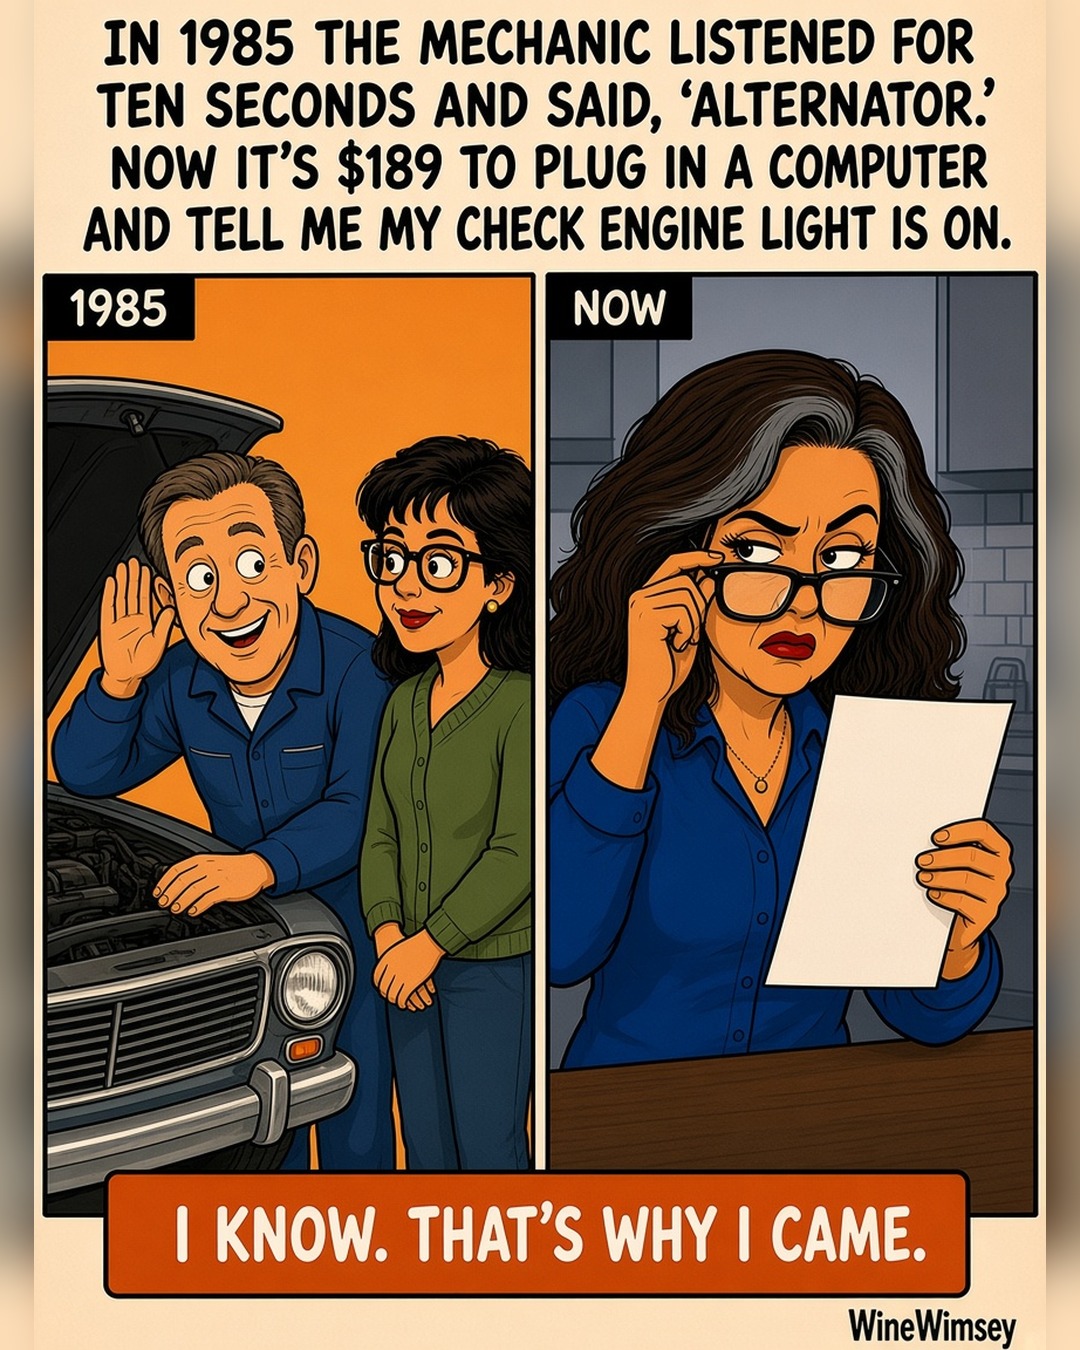 IN 1985 THE MECHANIC LISTENED FOR
TEN SECONDS AND SAID, ‘ALTERNATOR.’
NOW IT’S $189 TO PLUG IN A COMPUTER
AND TELL ME MY CHECK ENGINE LIGHT IS ON.
1985
NOW
I KNOW. THAT’S WHY I CAME.
WineWimsey